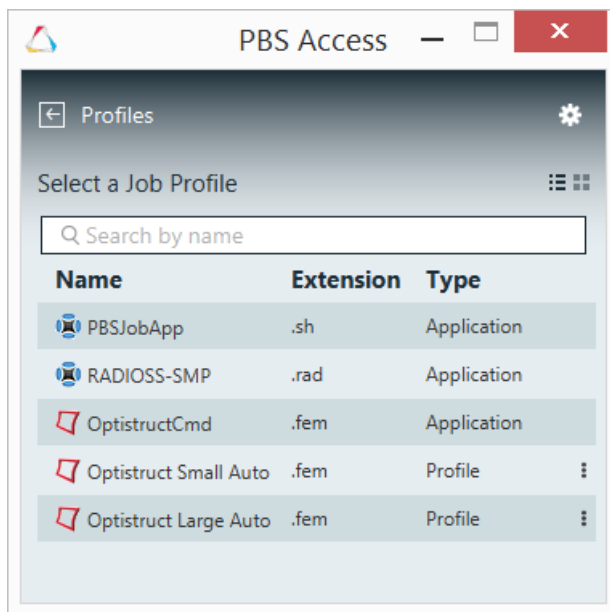 PBS Access
Profiles
Select a Job Profile
Search by name
Name Extension Type
PBSJobApp .sh Application
RADIOSS-SMP .rad Application
OptistructCmd .fem Application
Optistruct Small Auto .fem Profile
Optistruct Large Auto .fem Profile